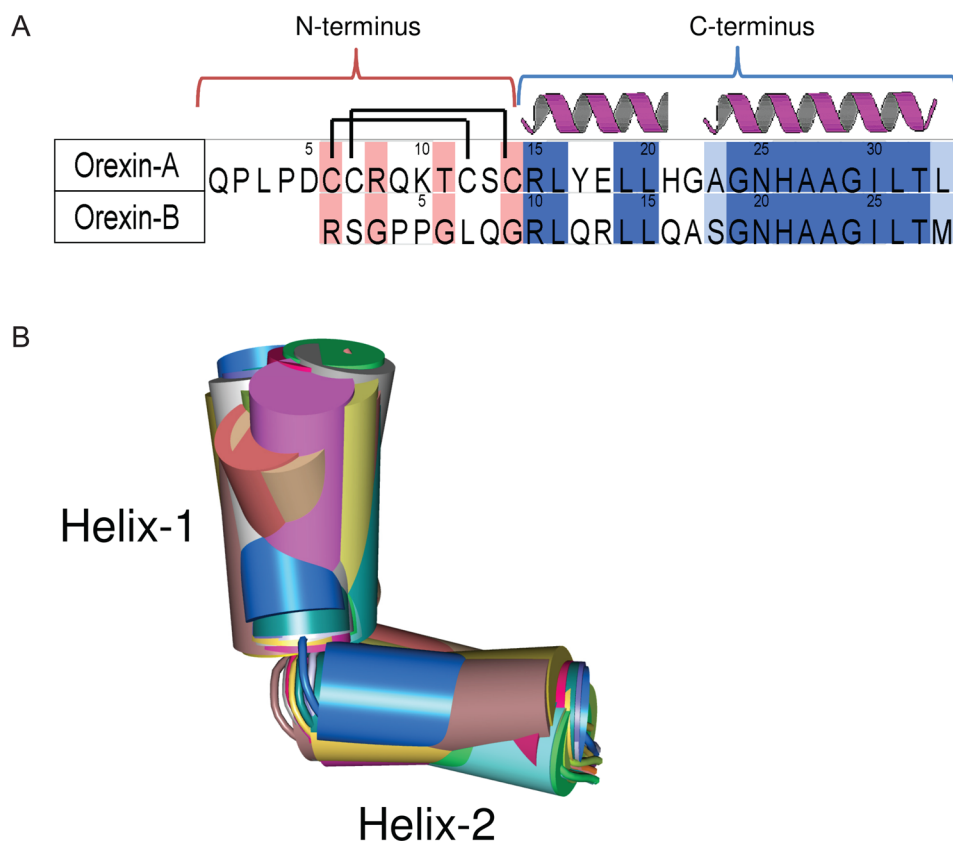 A
N-terminus C-terminus
5 10 15 20 25 30
Orexin-A QPLPDCCRQKTCSCRLYELLHGAGNHAAGILTL
5 10 15 20 25
Orexin-B RSGPPGLQGRLQRLLQASGNHAAGILTM
B
Helix-1
Helix-2